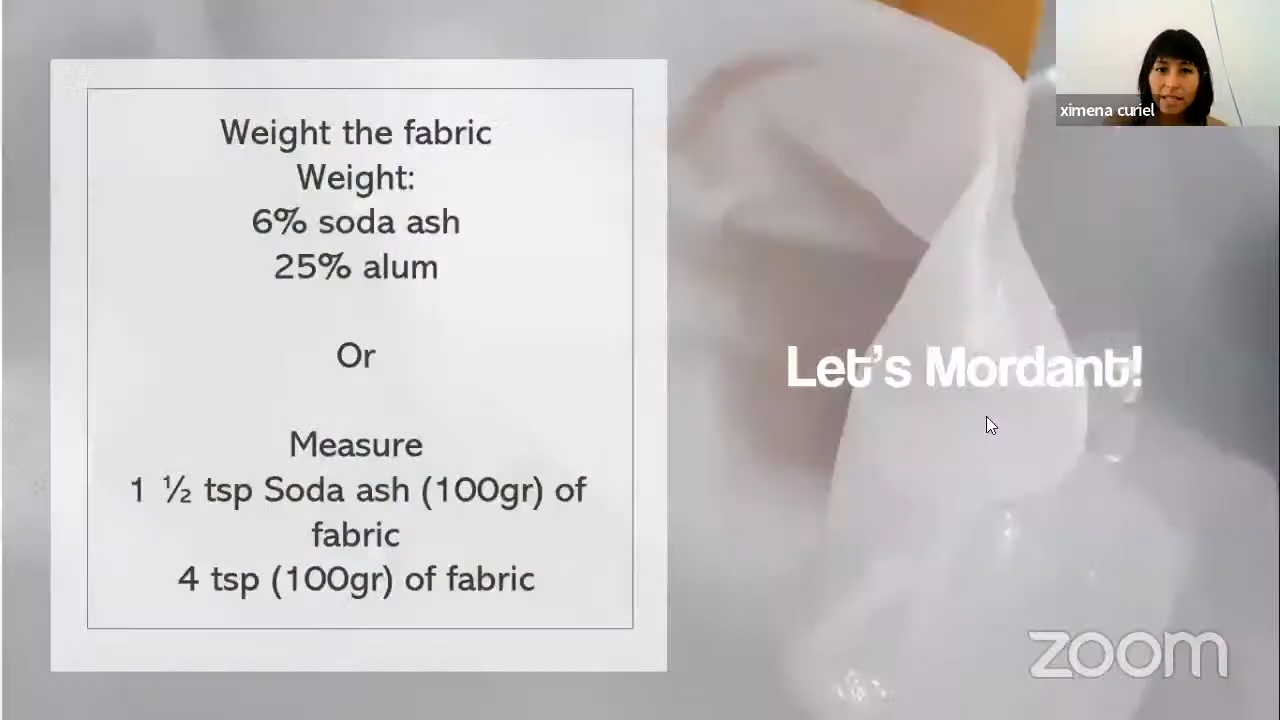 Weight the fabric
Weight:
6% soda ash
25% alum
Or
Measure
1 ½ tsp Soda ash (100gr) of
fabric
4 tsp (100gr) of fabric
Let's Mordant!
ximena curiel
zoom